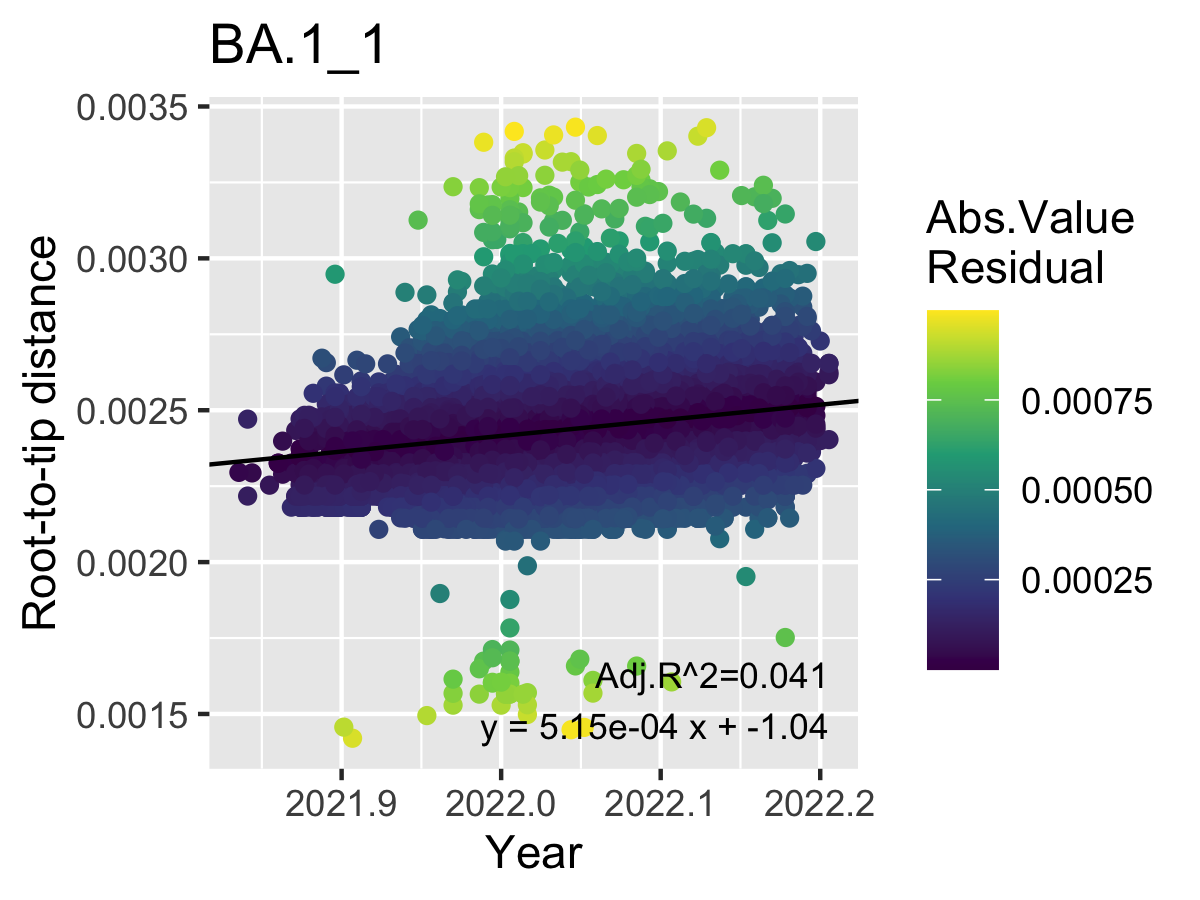 BA.1_1
0.0035
0.0030
0.0025
0.0020
0.0015
Root-to-tip distance
Adj.R^2=0.041
y = 5.15e-04 x + -1.04
2021.9 2022.0 2022.1 2022.2
Year
Abs.Value
Residual
0.00075
0.00050
0.00025